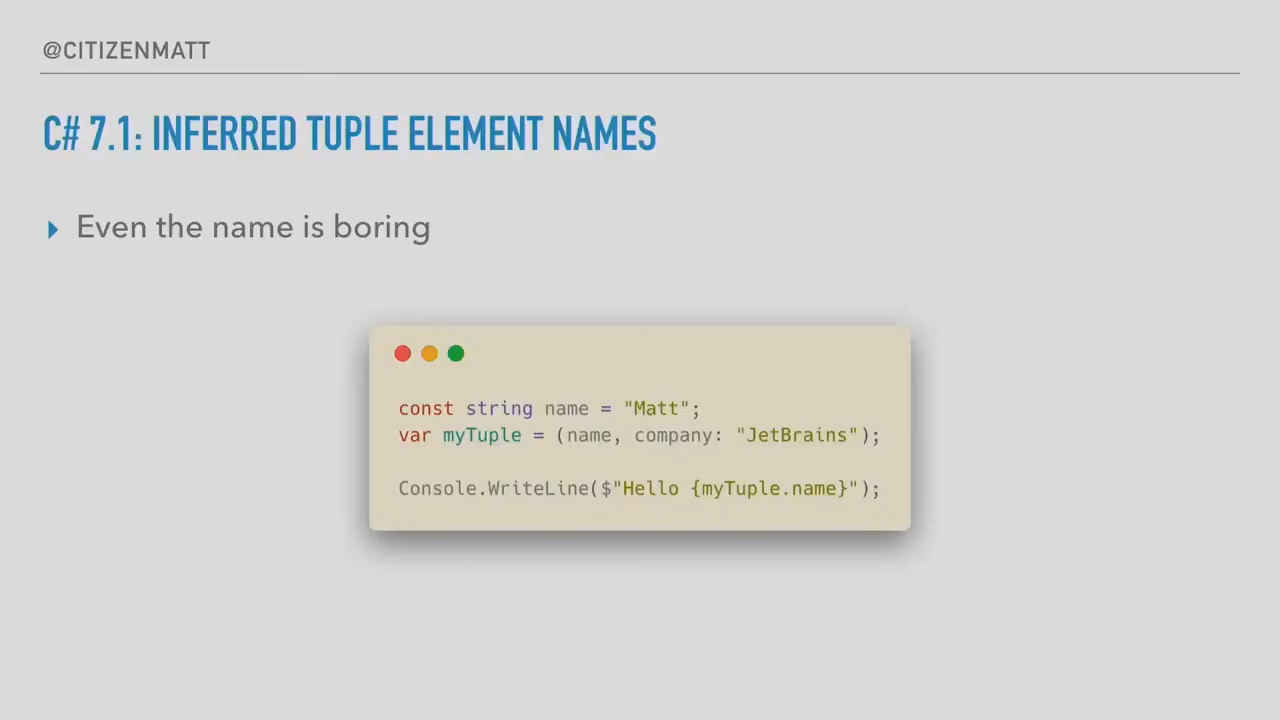 @CITIZENMATT
C# 7.1: INFERRED TUPLE ELEMENT NAMES
Even the name is boring
const string name = "Matt";
var myTuple = (name, company: "JetBrains");
Console.WriteLine($"Hello {myTuple.name}");